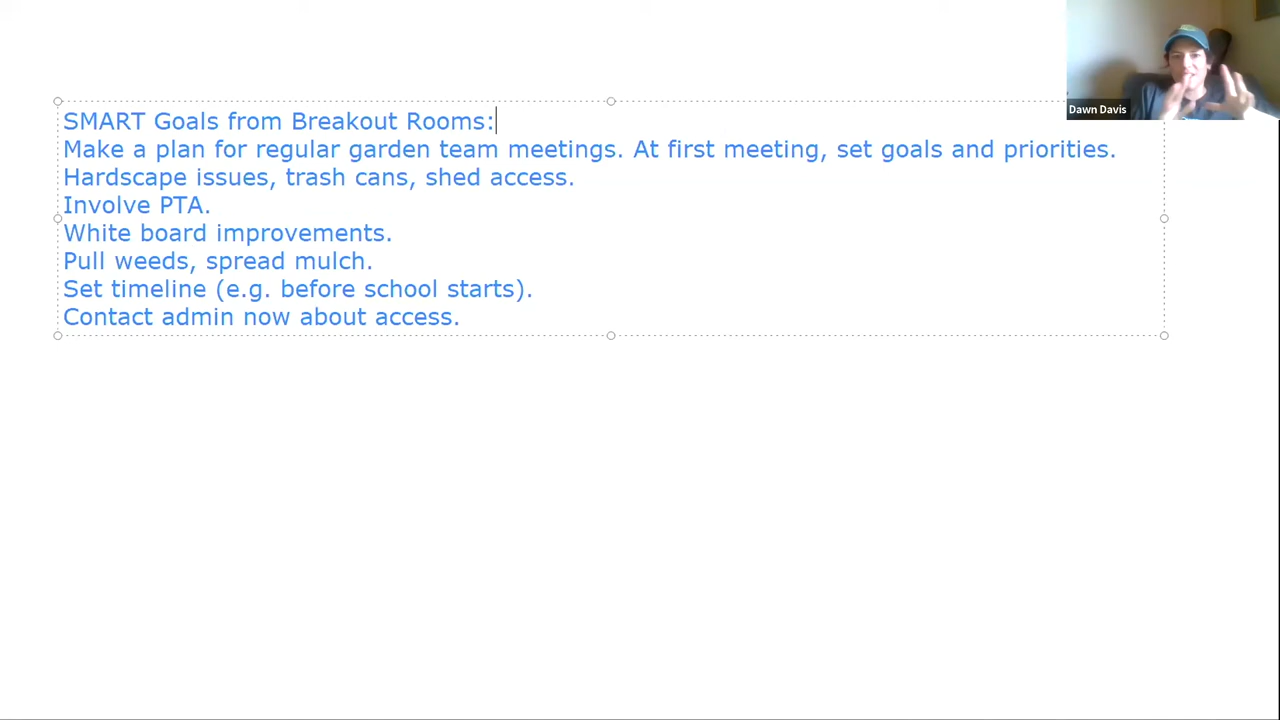 SMART Goals from Breakout Rooms:
Make a plan for regular garden team meetings. At first meeting, set goals and priorities.
Hardscape issues, trash cans, shed access.
Involve PTA.
White board improvements.
Pull weeds, spread mulch.
Set timeline (e.g. before school starts).
Contact admin now about access.
Dawn Davis